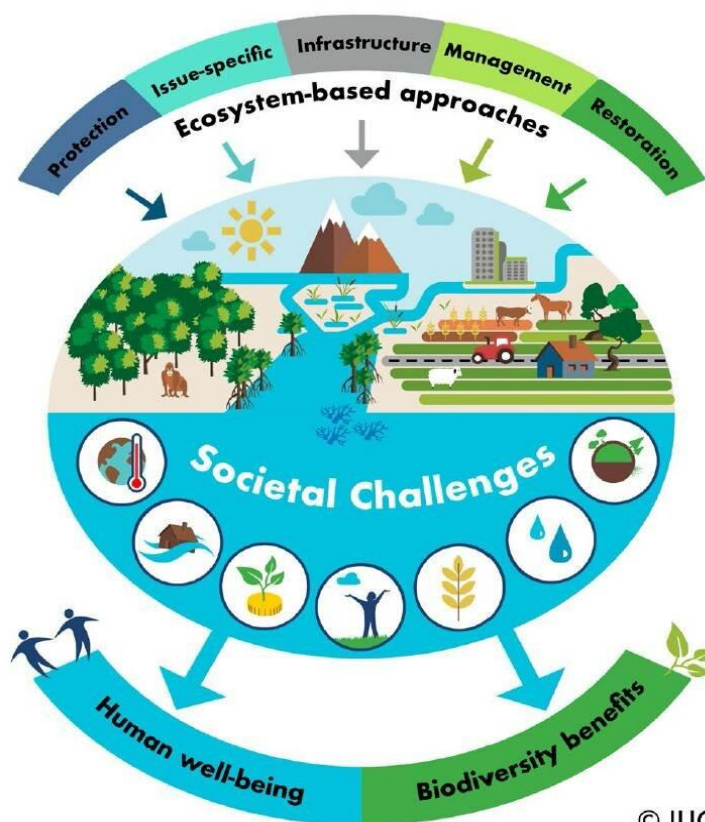 Protection
Issue-specific
Infrastructure
Management
Restoration
Ecosystem-based approaches
Societal Challenges
Human well-being
Biodiversity benefits
©